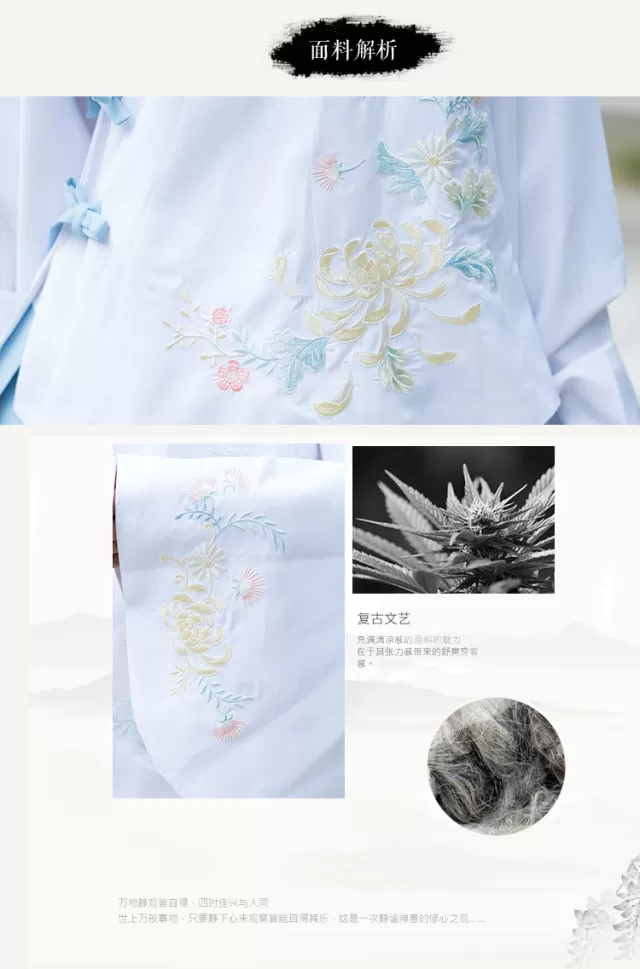 面料解析
复古文艺
充满清凉感的原料的魅力
在于其张力感带来的舒爽穿着
感。
万物静观皆自得,四时佳兴与人同
世上万般事物,只要静下心来观察皆能自得其乐,这是一次静谧禅意的修心之观... ...